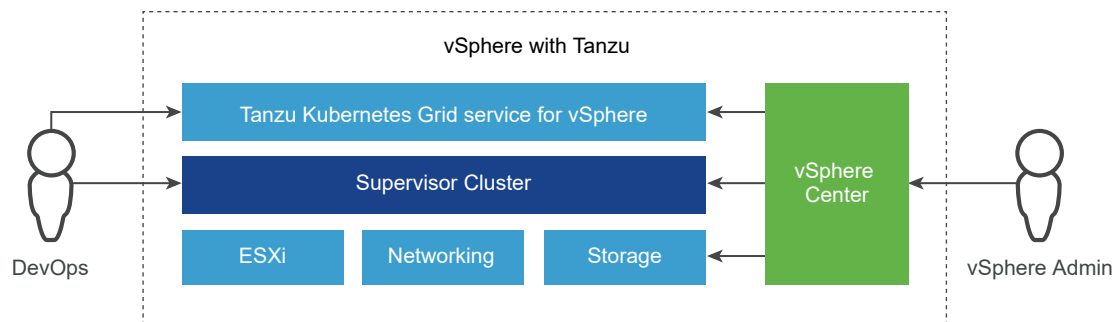 vSphere with Tanzu
Tanzu Kubernetes Grid service for vSphere
Supervisor Cluster
ESXi
Networking
Storage
vSphere
Center
DevOps
vSphere Admin